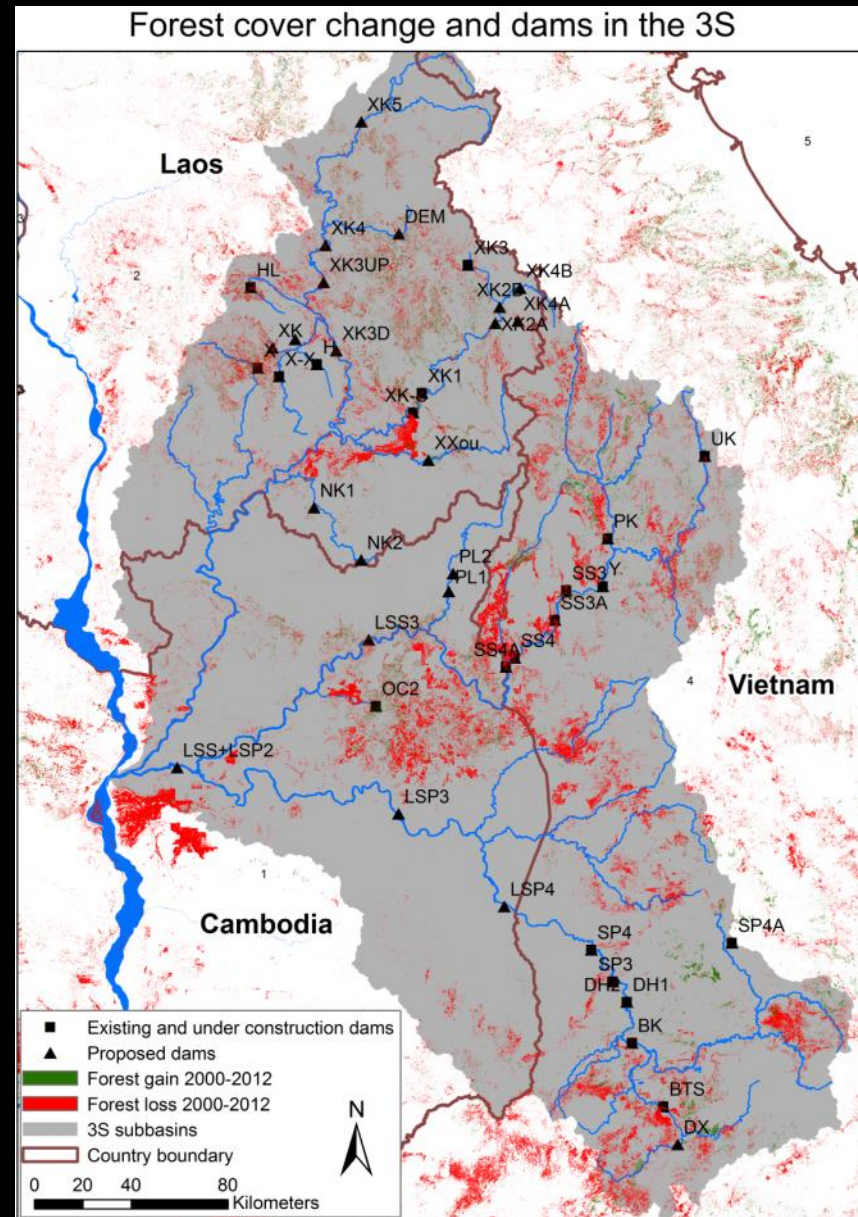 Forest cover change and dams in the 3S
XK5
5
Laos
3
XK4
DEM
2
XK3
HL
XK3UP
XK4B
XK2B
XK4A
XK2A
XK
H
XK3D
X
X-X
XK1
XK-S
XXou
UK
NK1
PK
NK2
PL2
SS3
Y
PL1
SS3A
LSS3
SS4
SS4A
4
Vietnam
OC2
LSS+LSP2
LSP3
1
LSP4
Cambodia
SP4A
SP4
SP3
DH2
DH1
BK
BTS
DX
Existing and under construction dams
Proposed dams
Forest gain 2000-2012
Forest loss 2000-2012
3S subbasins
Country boundary
N
0 20 40 80
Kilometers